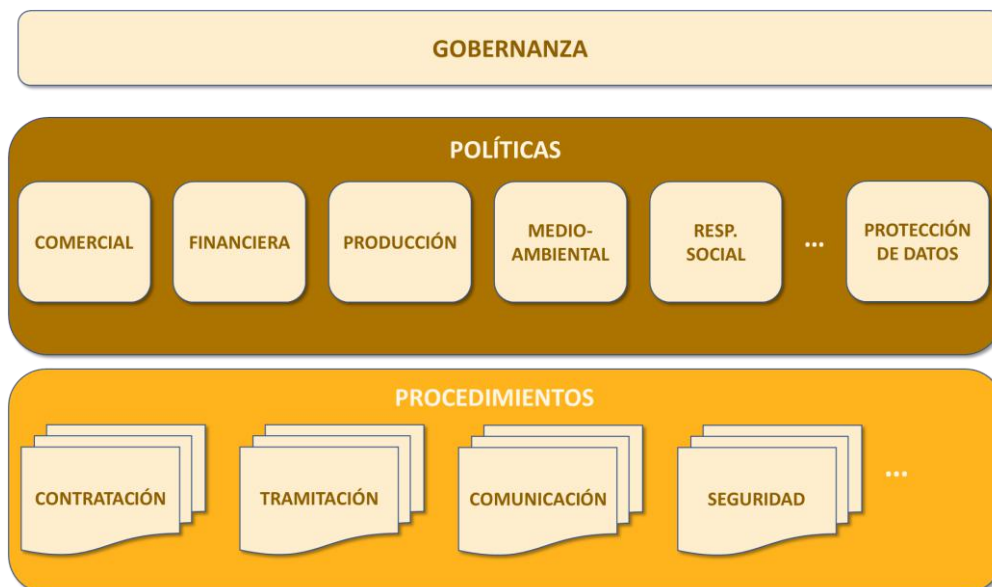 GOBERNANZA
POLÍTICAS
COMERCIAL
FINANCIERA
PRODUCCIÓN
MEDIO-
AMBIENTAL
RESP.
SOCIAL
...
PROTECCIÓN
DE DATOS
PROCEDIMIENTOS
CONTRATACIÓN
TRAMITACIÓN
COMUNICACIÓN
SEGURIDAD
...